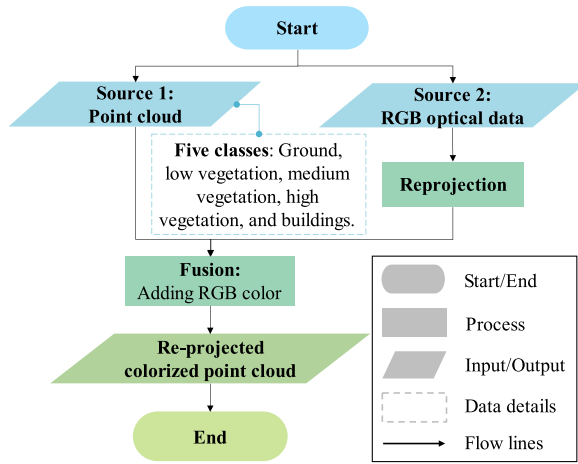 Start
Source 1:
Point cloud
Source 2:
RGB optical data
Five classes: Ground,
low vegetation, medium
vegetation, high
vegetation, and buildings.
Reprojection
Fusion:
Adding RGB color
Re-projected
colorized point cloud
End
Start/End
Process
Input/Output
Data details
Flow lines